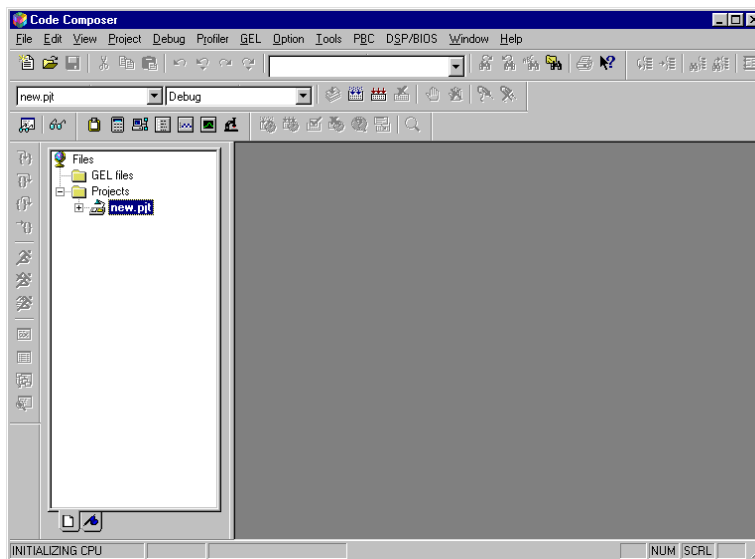 Code Composer
File Edit View Project Debug Profiler GEL Option Tools PBC DSP/BIOS Window Help
new.pjt Debug
Files
GEL files
Projects
new.pjt
INITIALIZING CPU NUM SCRL